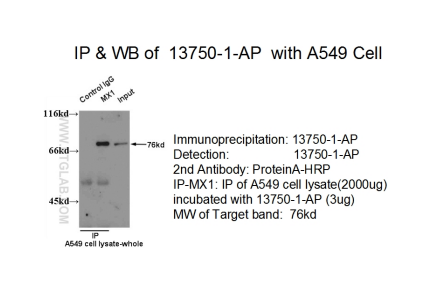 IP & WB of 13750-1-AP with A549 Cell
Control IgG
MX1
Input
116kd→
66kd→
45kd→
←76kd
WWW.PTGLAB.COM
IP
A549 cell lysate-whole
Immunoprecipitation: 13750-1-AP
Detection: 13750-1-AP
2nd Antibody: ProteinA-HRP
IP-MX1: IP of A549 cell lysate(2000ug)
incubated with 13750-1-AP (3ug)
MW of Target band: 76kd